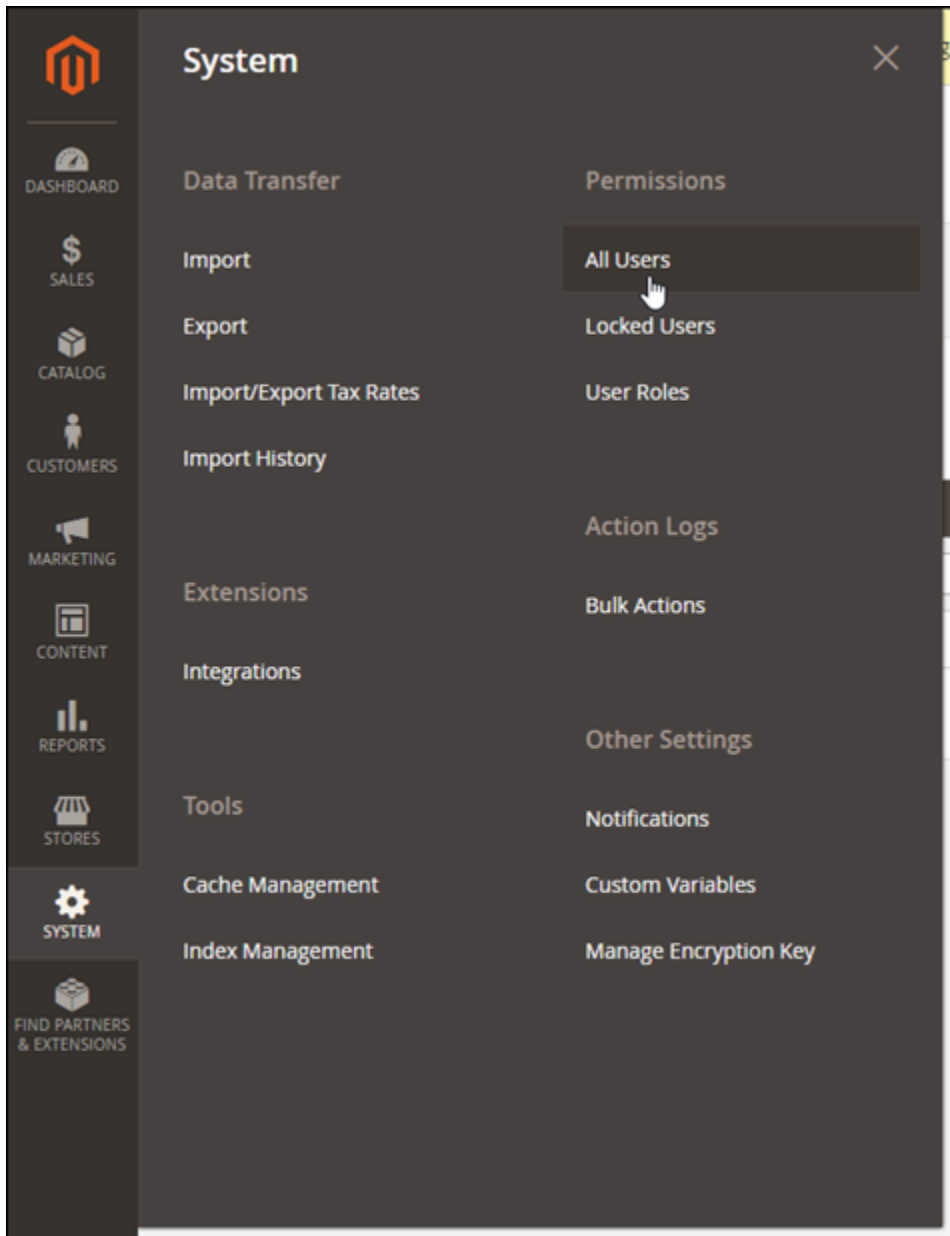 System
DASHBOARD
SALES
CATALOG
CUSTOMERS
MARKETING
CONTENT
REPORTS
STORES
SYSTEM
FIND PARTNERS
& EXTENSIONS
Data Transfer
Import
Export
Import/Export Tax Rates
Import History
Extensions
Integrations
Tools
Cache Management
Index Management
Permissions
All Users
Locked Users
User Roles
Action Logs
Bulk Actions
Other Settings
Notifications
Custom Variables
Manage Encryption Key